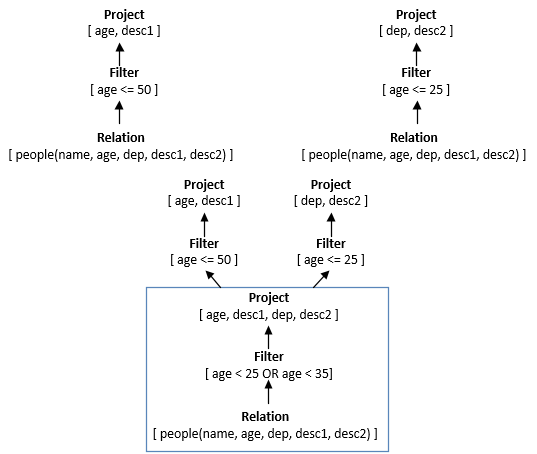 Project
[ age, desc1 ]
Filter
[ age <= 50 ]
Relation
[ people(name, age, dep, desc1, desc2) ]
Project
[ dep, desc2 ]
Filter
[ age <= 25 ]
Relation
[ people(name, age, dep, desc1, desc2) ]
Project
[ age, desc1 ]
Filter
[ age <= 50 ]
Project
[ dep, desc2 ]
Filter
[ age <= 25 ]
Project
[ age, desc1, dep, desc2 ]
Filter
[ age < 25 OR age < 35]
Relation
[ people(name, age, dep, desc1, desc2) ]